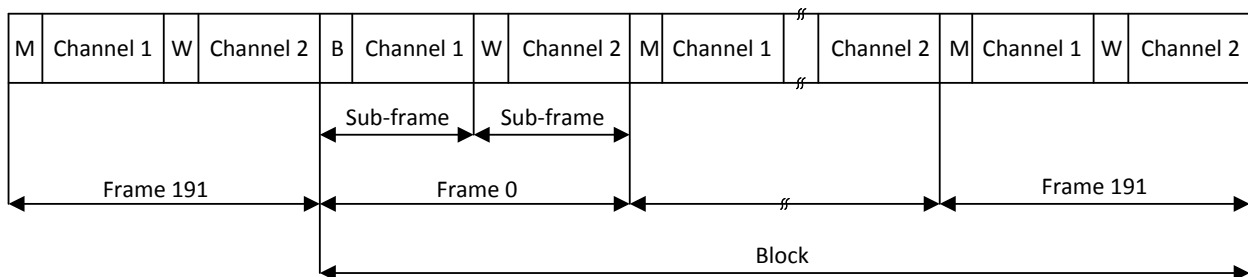 M Channel 1 W Channel 2 B Channel 1 W Channel 2 M Channel 1 Channel 2 M Channel 1 W Channel 2
Sub-frame Sub-frame
Frame 191 Frame 0 Frame 191
Block